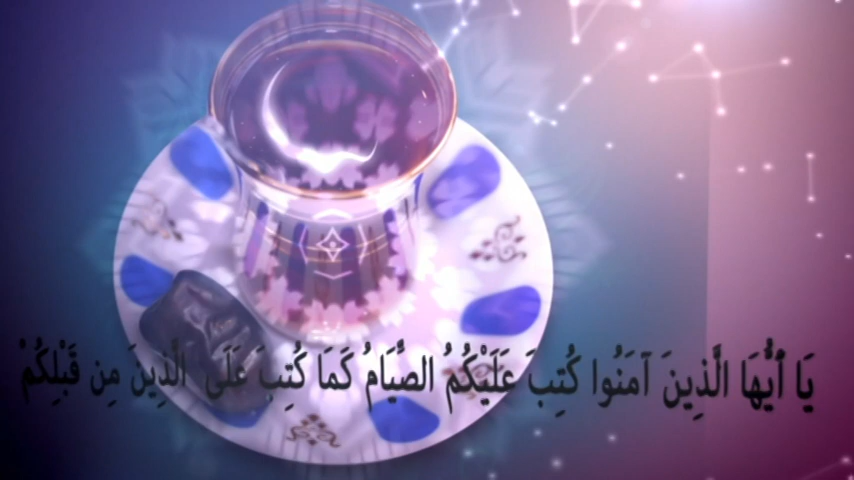 يَا أَيُّهَا الَّذِينَ آمَنُوا كُتِبَ عَلَيْكُمُ الصِّيَامُ كَمَا كُتِبَ عَلَى الَّذِينَ مِن قَبْلِكُمْ